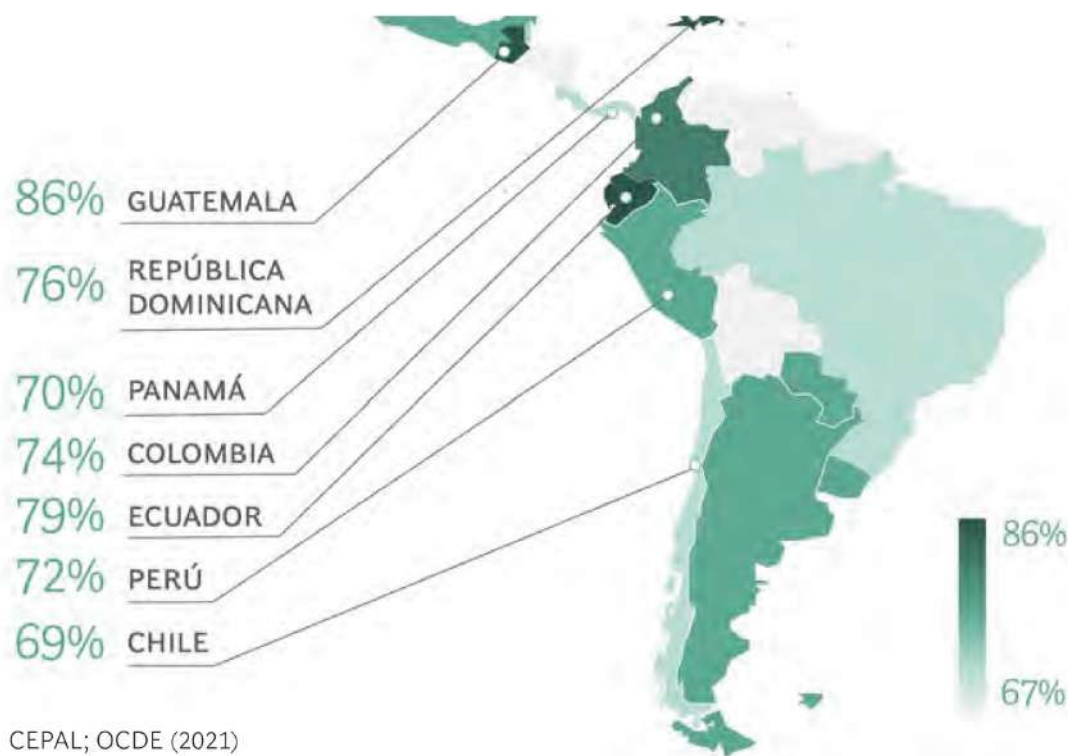 86% GUATEMALA
76% REPÚBLICA
DOMINICANA
70% PANAMÁ
74% COLOMBIA
79% ECUADOR
72% PERÚ
69% CHILE
86%
67%
CEPAL; OCDE (2021)